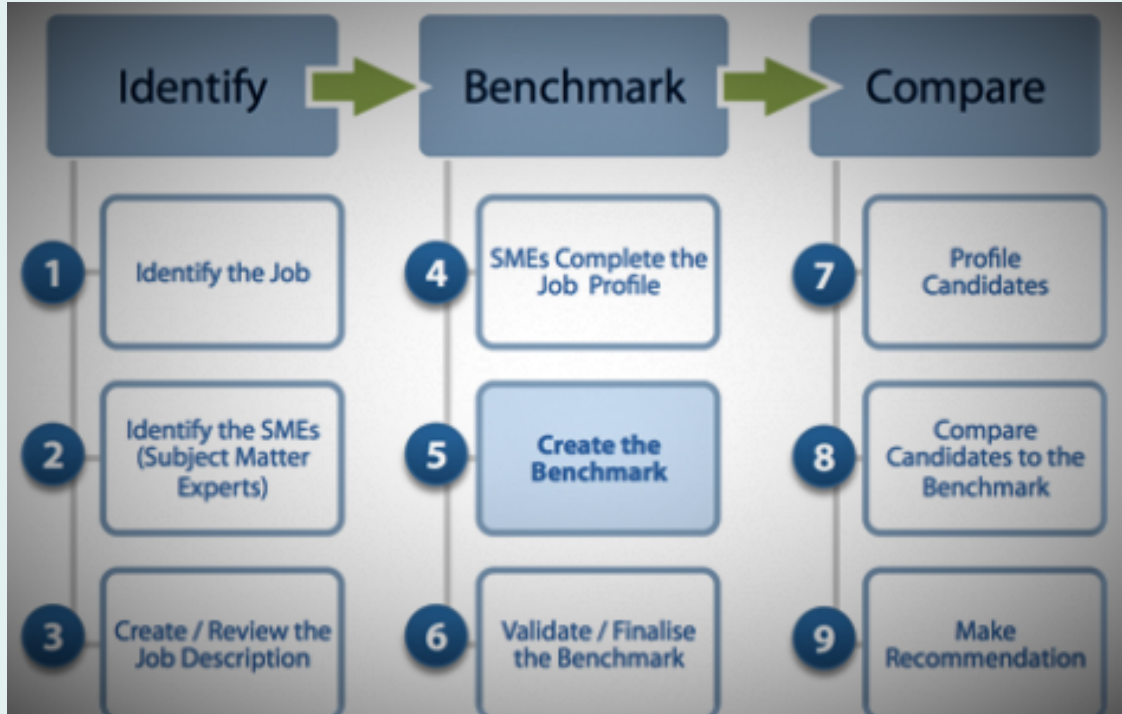 Identify
Benchmark
Compare
1
Identify the Job
2
Identify the SMEs
(Subject Matter
Experts)
3
Create / Review the
Job Description
4
SMEs Complete the
Job Profile
5
Create the
Benchmark
6
Validate / Finalise
the Benchmark
7
Profile
Candidates
8
Compare
Candidates to the
Benchmark
9
Make
Recommendation